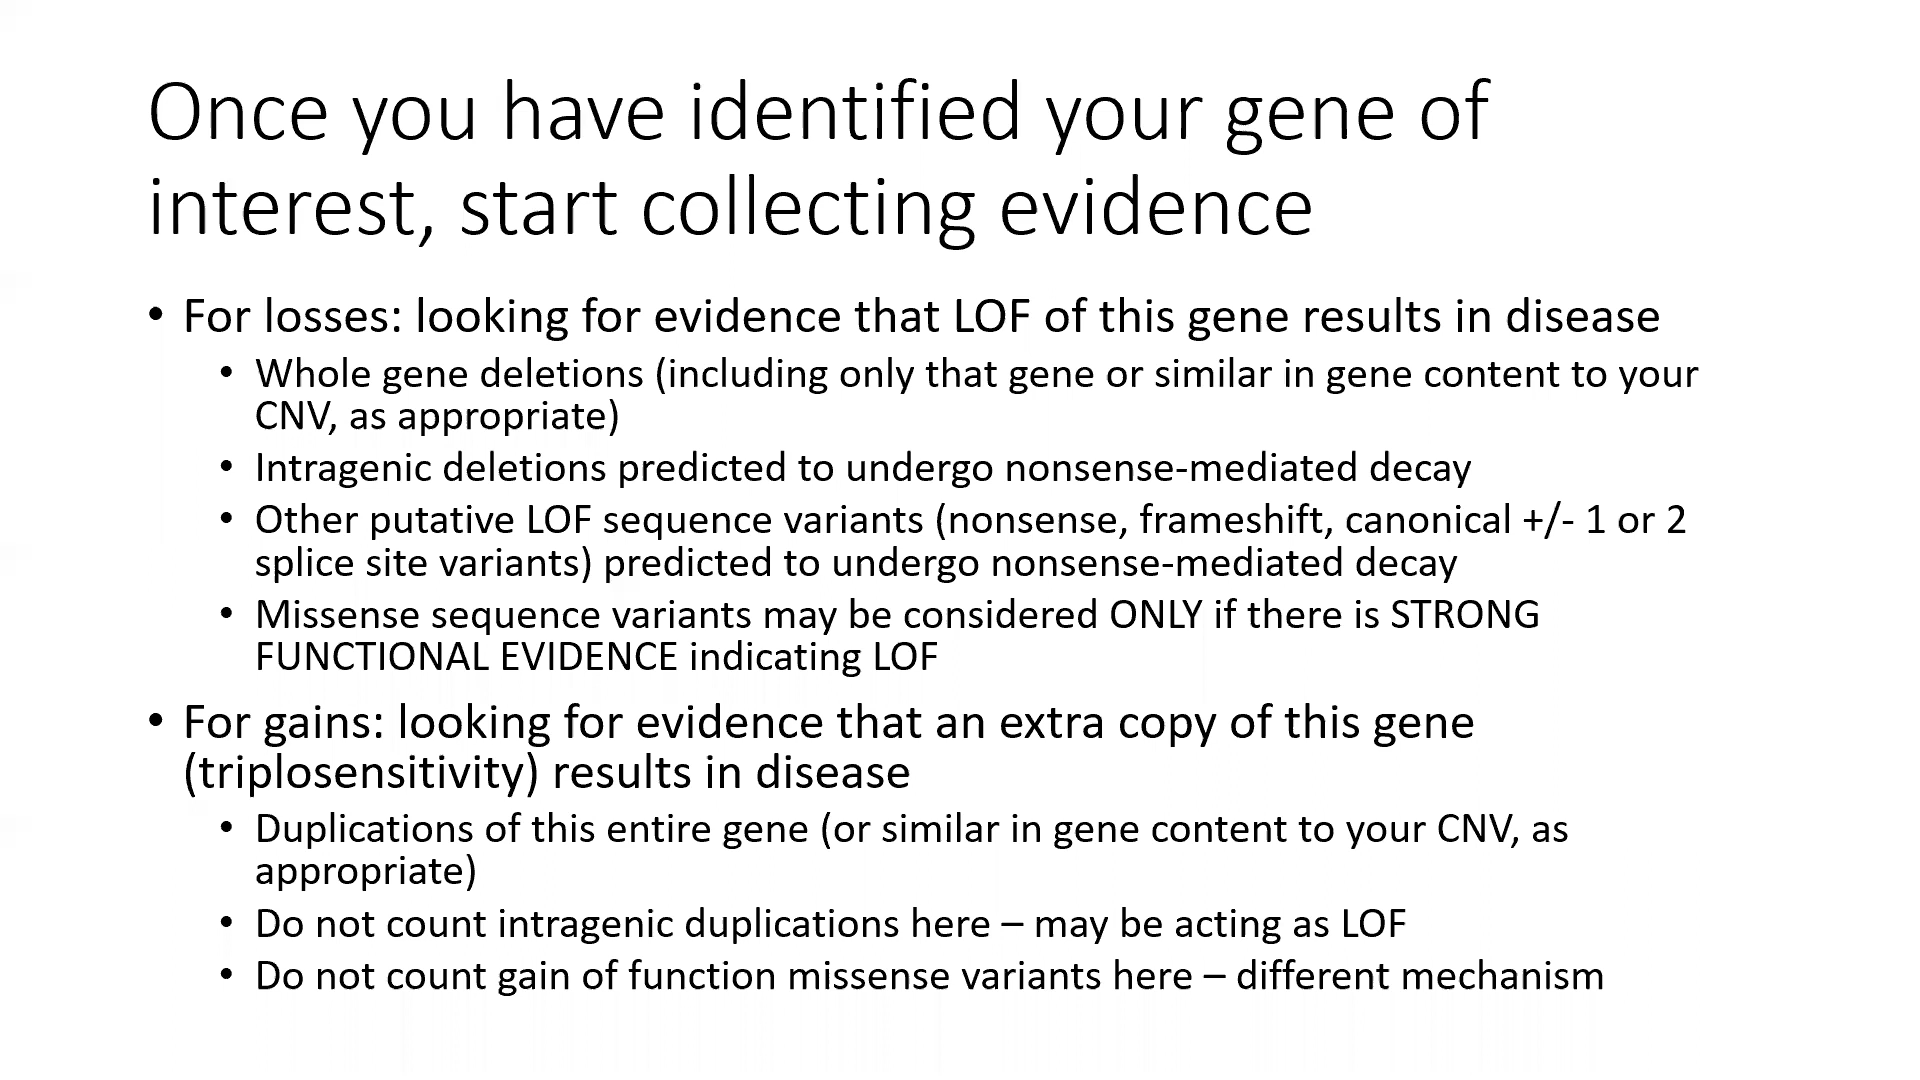 Once you have identified your gene of
interest, start collecting evidence
• For losses: looking for evidence that LOF of this gene results in disease
• Whole gene deletions (including only that gene or similar in gene content to your
CNV, as appropriate)
• Intragenic deletions predicted to undergo nonsense-mediated decay
• Other putative LOF sequence variants (nonsense, frameshift, canonical +/- 1 or 2
splice site variants) predicted to undergo nonsense-mediated decay
• Missense sequence variants may be considered ONLY if there is STRONG
FUNCTIONAL EVIDENCE indicating LOF
• For gains: looking for evidence that an extra copy of this gene
(triplosensitivity) results in disease
• Duplications of this entire gene (or similar in gene content to your CNV, as
appropriate)
• Do not count intragenic duplications here – may be acting as LOF
• Do not count gain of function missense variants here – different mechanism